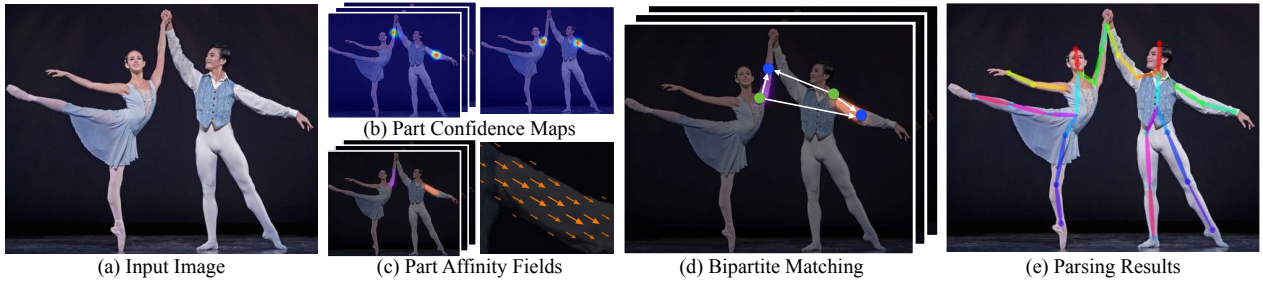 (a) Input Image
(b) Part Confidence Maps
(c) Part Affinity Fields
(d) Bipartite Matching
(e) Parsing Results